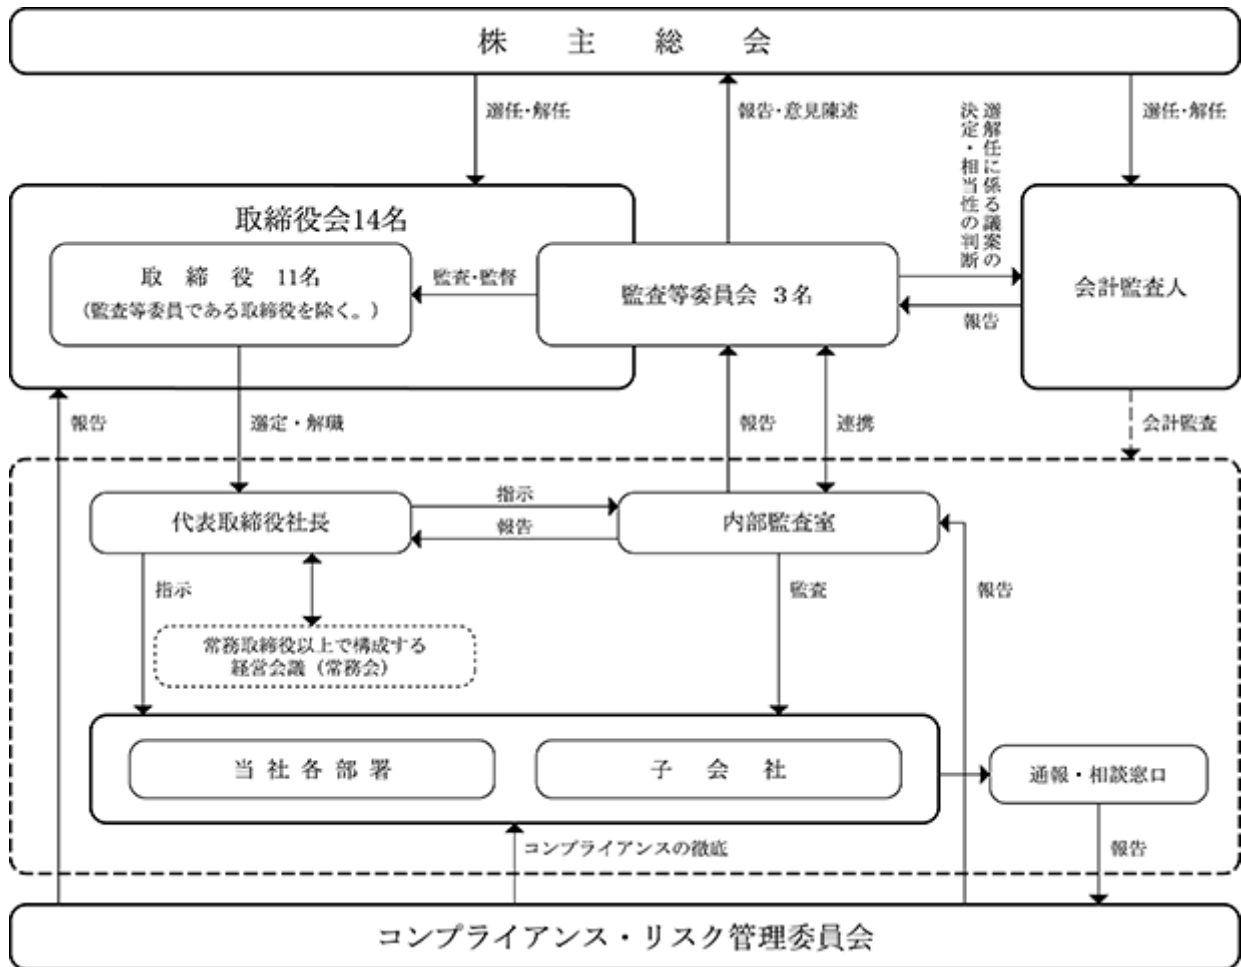 株主総会
選任・解任
報告・意見陳述
選解任に係る議案の
決定・相当性の判断
選任・解任
取締役会14名
取締役 11名
（監査等委員である取締役を除く。）
監査・監督
監査等委員会 3名
報告
会計監査人
報告
選定・解職
報告
連携
会計監査
代表取締役社長
指示
報告
内部監査室
指示
監査
報告
常務取締役以上で構成する
経営会議（常務会）
当社各部署
子会社
通報・相談窓口
コンプライアンスの徹底
報告
コンプライアンス・リスク管理委員会